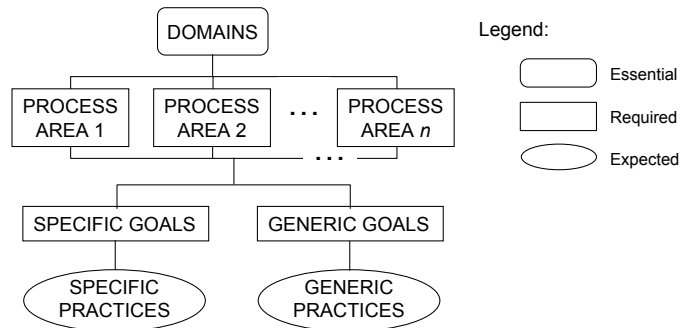 DOMAINS
Legend:
Essential
PROCESS
AREA 1
PROCESS
AREA 2
...
PROCESS
AREA n
Required
...
Expected
SPECIFIC GOALS
GENERIC GOALS
SPECIFIC
PRACTICES
GENERIC
PRACTICES